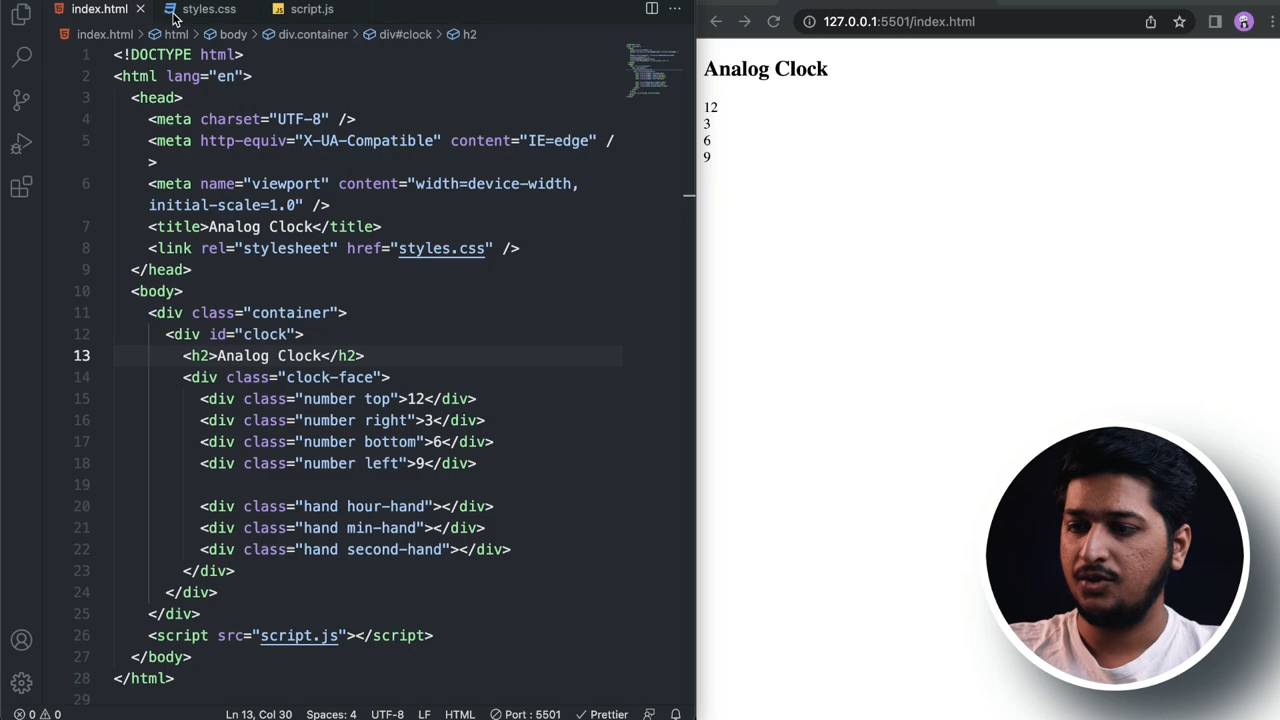 index.html
styles.css
script.js
index.html > html > body > div.container > div#clock > h2
1 <!DOCTYPE html>
2 <html lang="en">
3 <head>
4 <meta charset="UTF-8" />
5 <meta http-equiv="X-UA-Compatible" content="IE=edge" /
>
6 <meta name="viewport" content="width=device-width,
initial-scale=1.0" />
7 <title>Analog Clock</title>
8 <link rel="stylesheet" href="styles.css" />
9 </head>
10 <body>
11 <div class="container">
12 <div id="clock">
13 <h2>Analog Clock</h2>
14 <div class="clock-face">
15 <div class="number top">12</div>
16 <div class="number right">3</div>
17 <div class="number bottom">6</div>
18 <div class="number left">9</div>
19
20 <div class="hand hour-hand"></div>
21 <div class="hand min-hand"></div>
22 <div class="hand second-hand"></div>
23 </div>
24 </div>
25 </div>
26 <script src="script.js"></script>
27 </body>
28 </html>
29
0 0 Ln 13, Col 30 Spaces: 4 UTF-8 LF HTML Port : 5501 Prettier
127.0.0.1:5501/index.html
Analog Clock
12
3
6
9